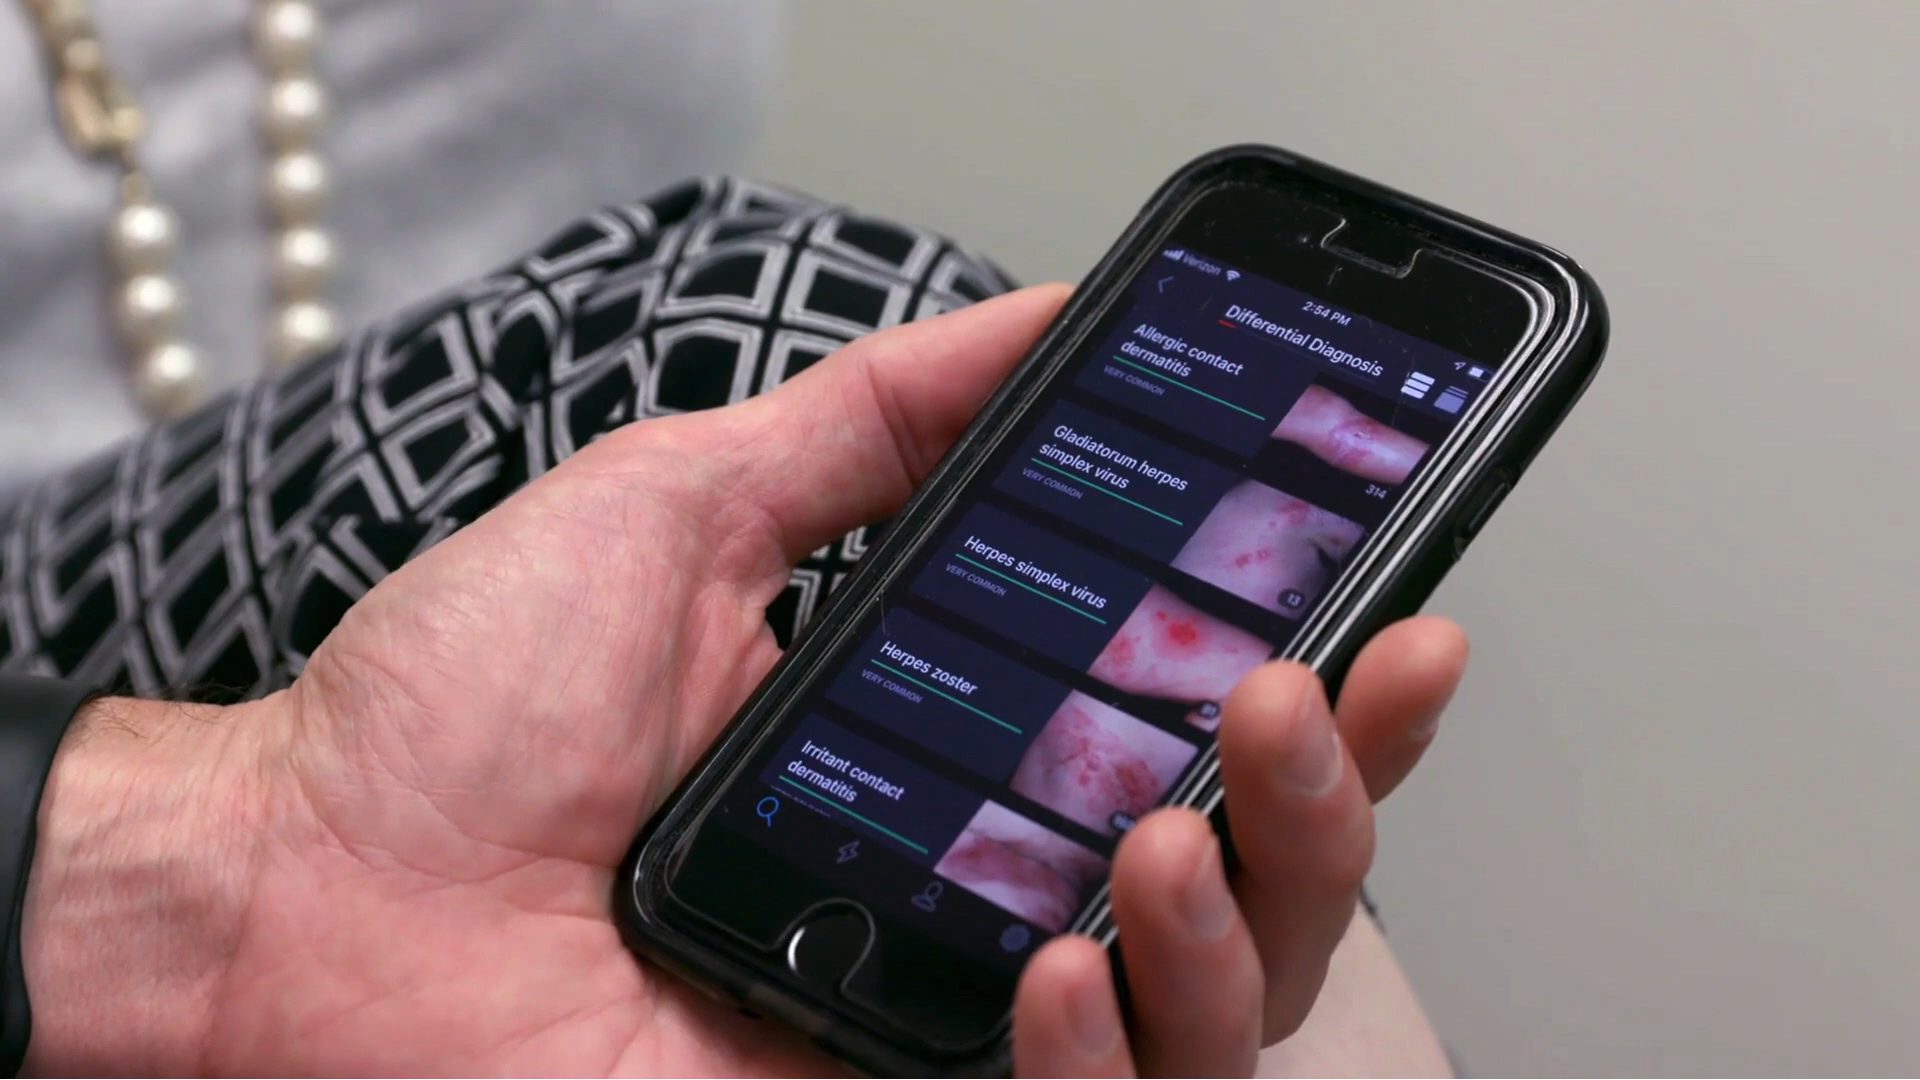 Verizon
2:54 PM
Differential Diagnosis
Allergic contact
dermatitis
VERY COMMON
314
Gladiatorum herpes
simplex virus
VERY COMMON
13
Herpes simplex virus
VERY COMMON
Herpes zoster
VERY COMMON
Irritant contact
dermatitis